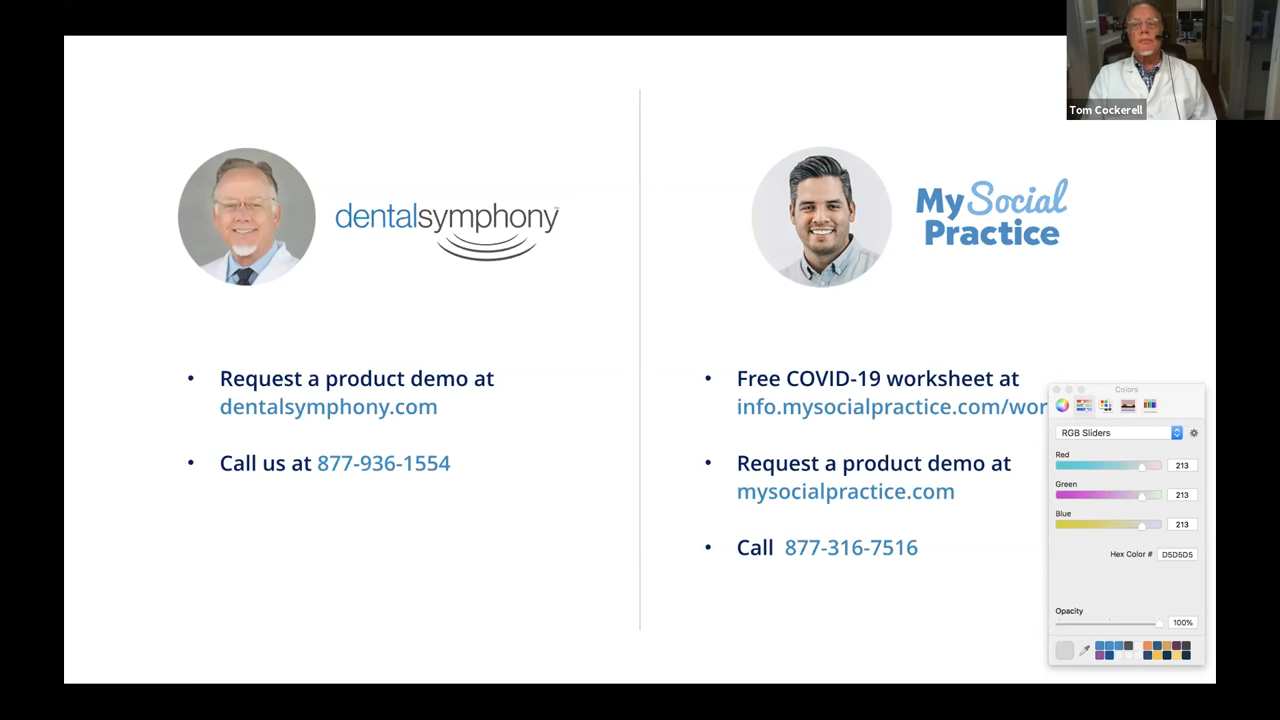 Tom Cockerell
dentalsymphony
My Social
Practice
• Request a product demo at
dentalsymphony.com
• Call us at 877-936-1554
• Free COVID-19 worksheet at
info.mysocialpractice.com/wor
• Request a product demo at
mysocialpractice.com
• Call 877-316-7516
Colors
RGB Sliders
Red
213
Green
213
Blue
213
Hex Color # D5D5D5
Opacity
100%